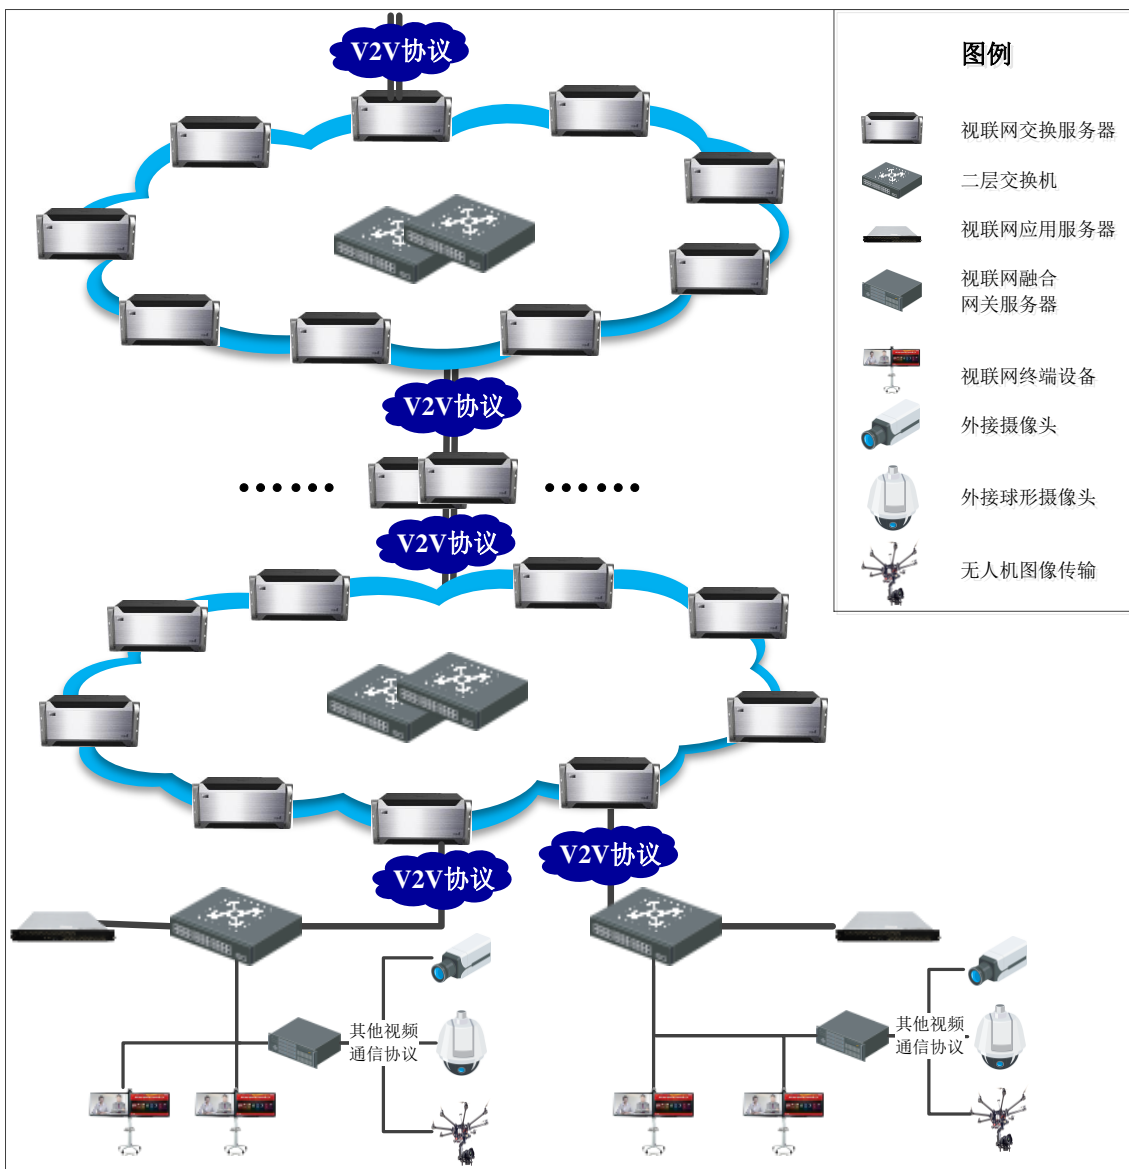 V2V协议
图例
视联网交换服务器
二层交换机
视联网应用服务器
视联网融合
网关服务器
视联网终端设备
外接摄像头
外接球形摄像头
无人机图像传输
V2V协议
······
······
V2V协议
V2V协议
V2V协议
其他视频
通信协议
其他视频
通信协议